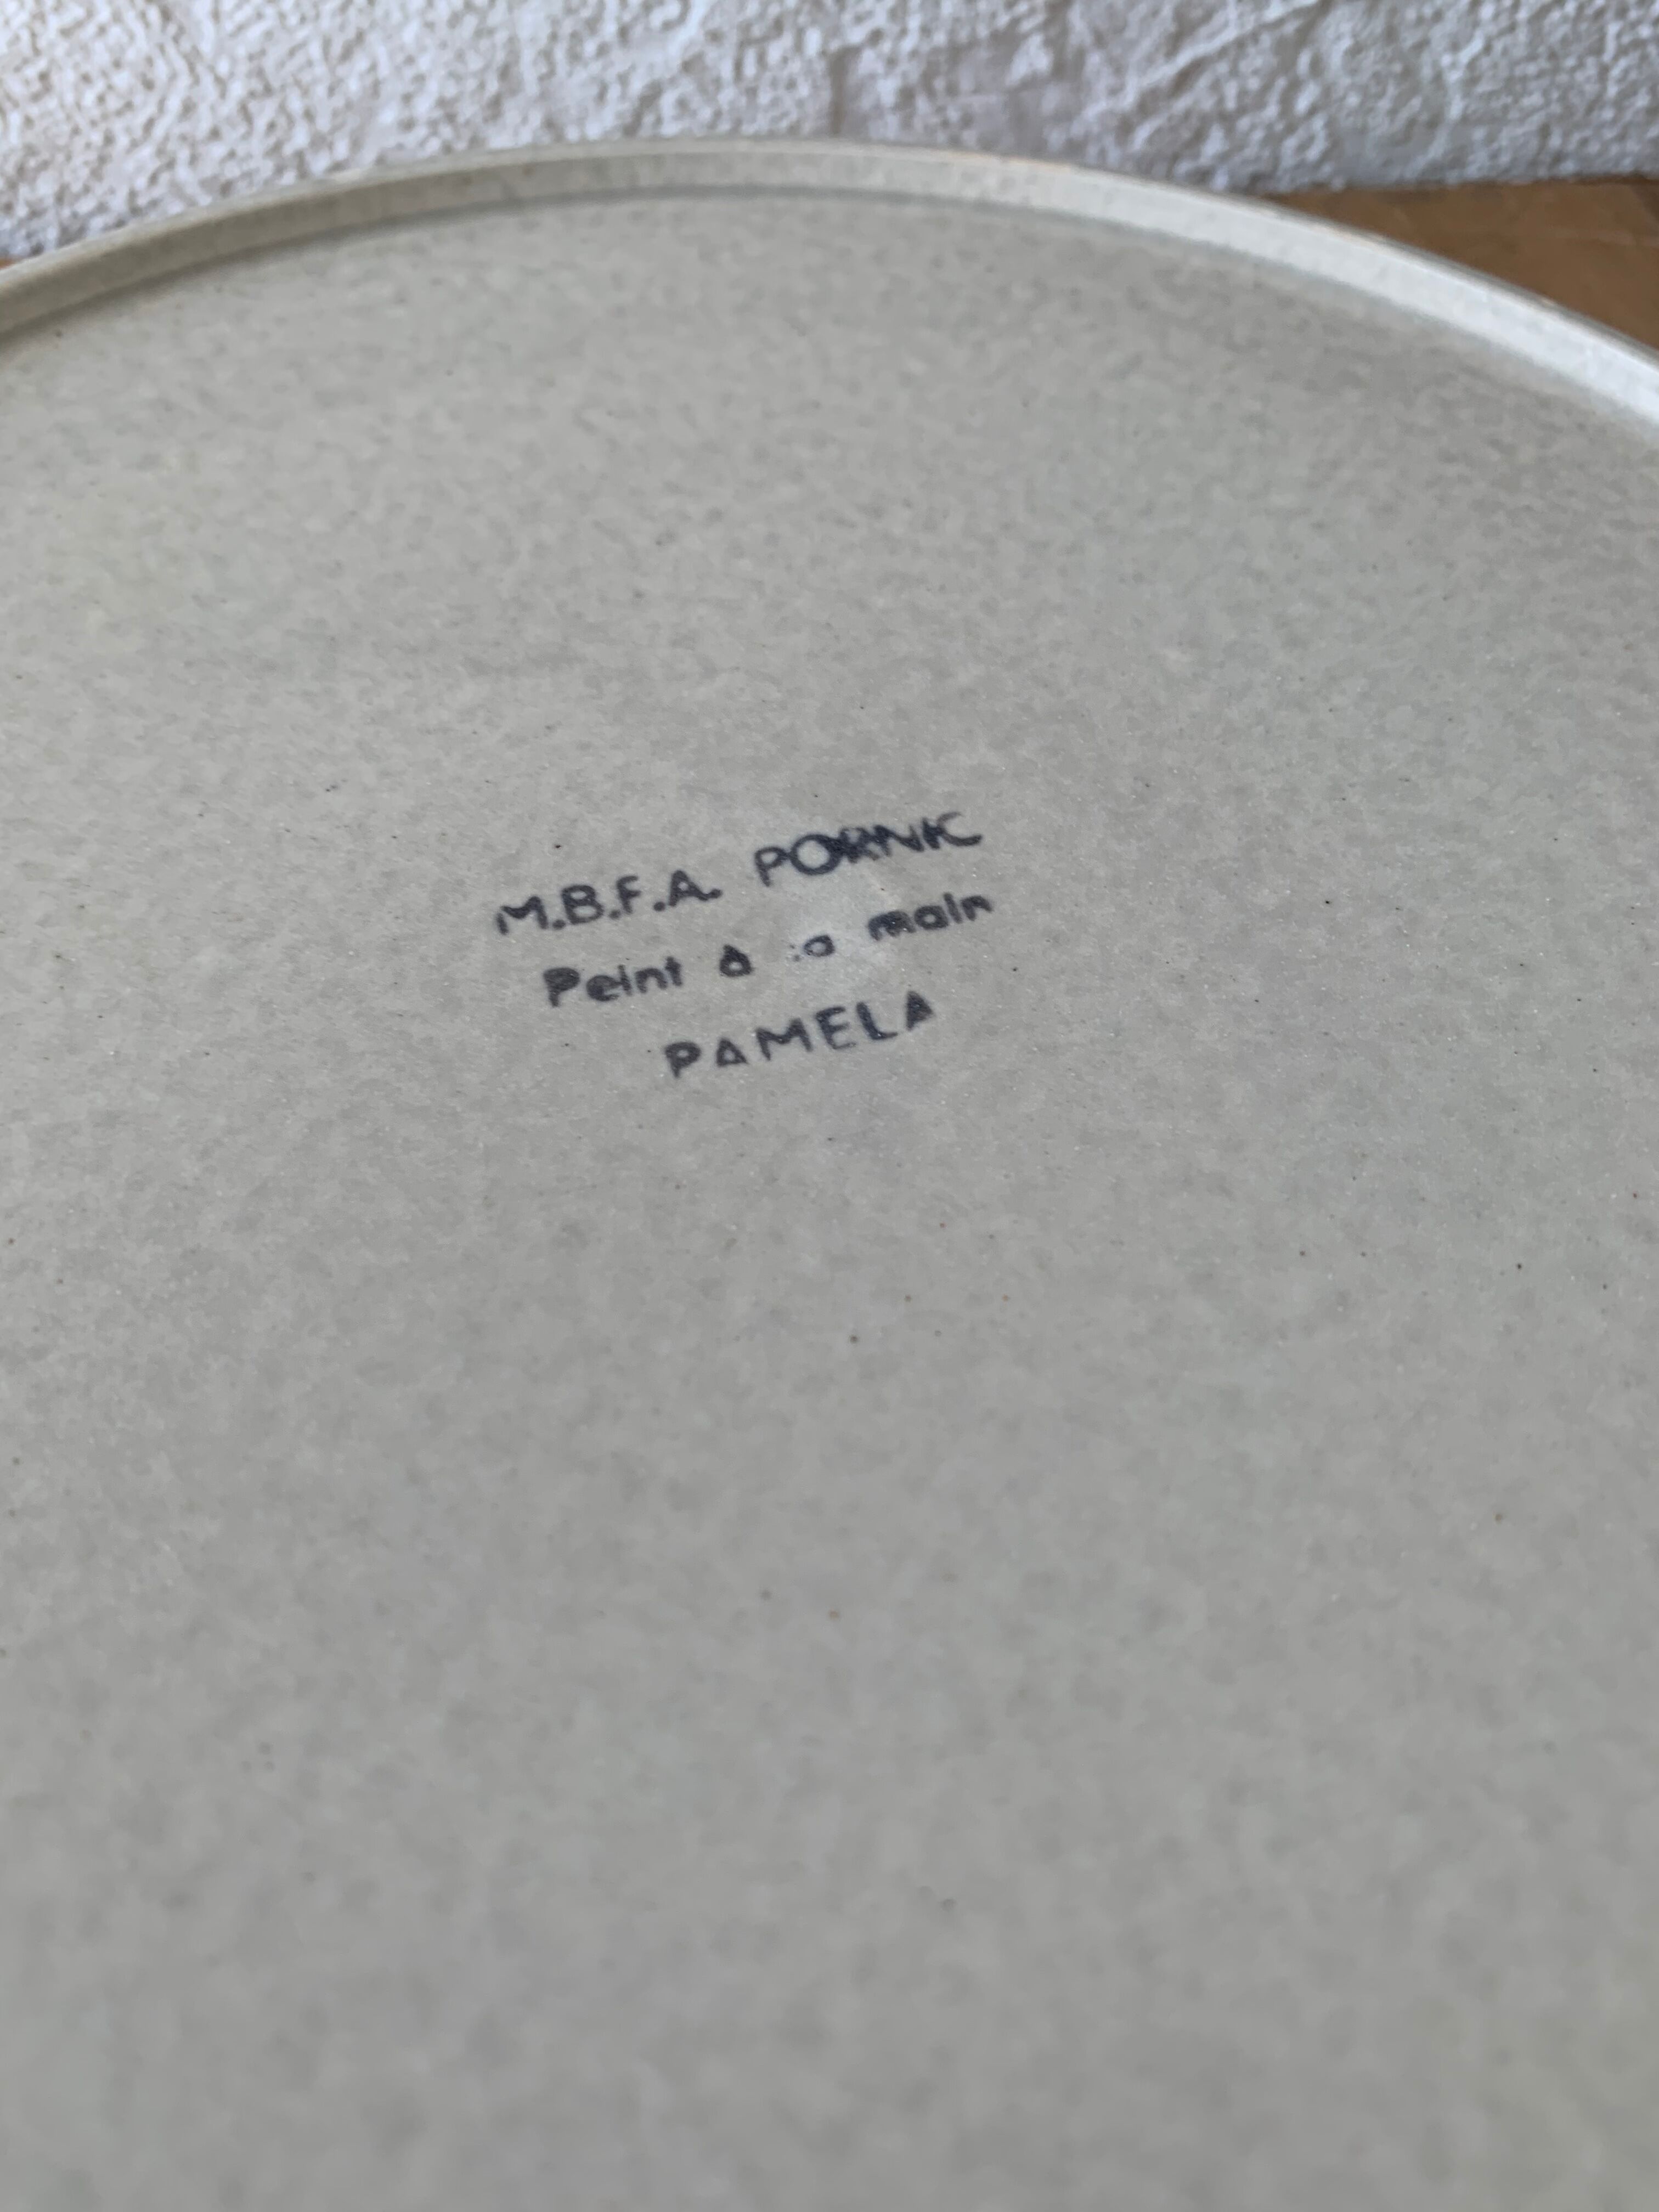 M.B.F.A. PORNIC
Peint à la main
PAMELA